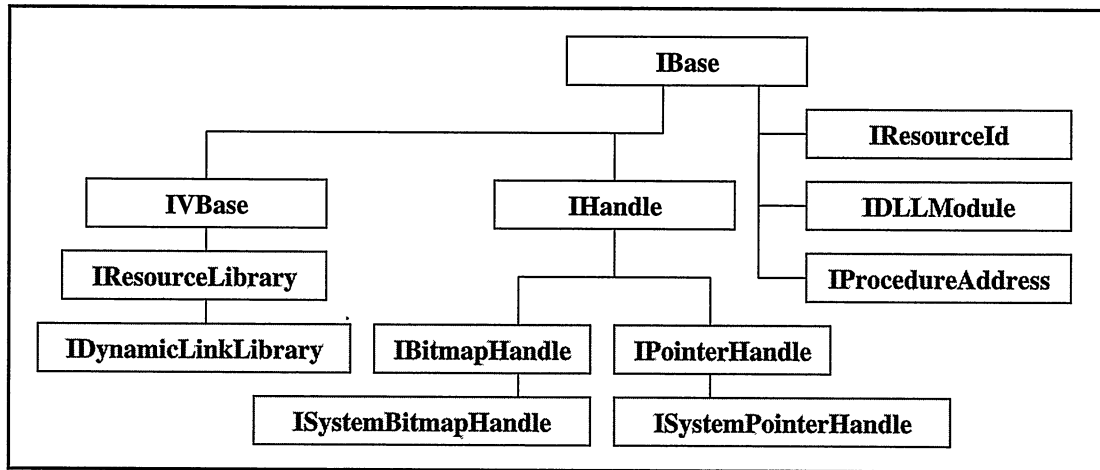 IBase
IResourceId
IVBase
IHandle
IDLLModule
IResourceLibrary
IProcedureAddress
IDynamicLinkLibrary
IBitmapHandle
IPointerHandle
ISystemBitmapHandle
ISystemPointerHandle